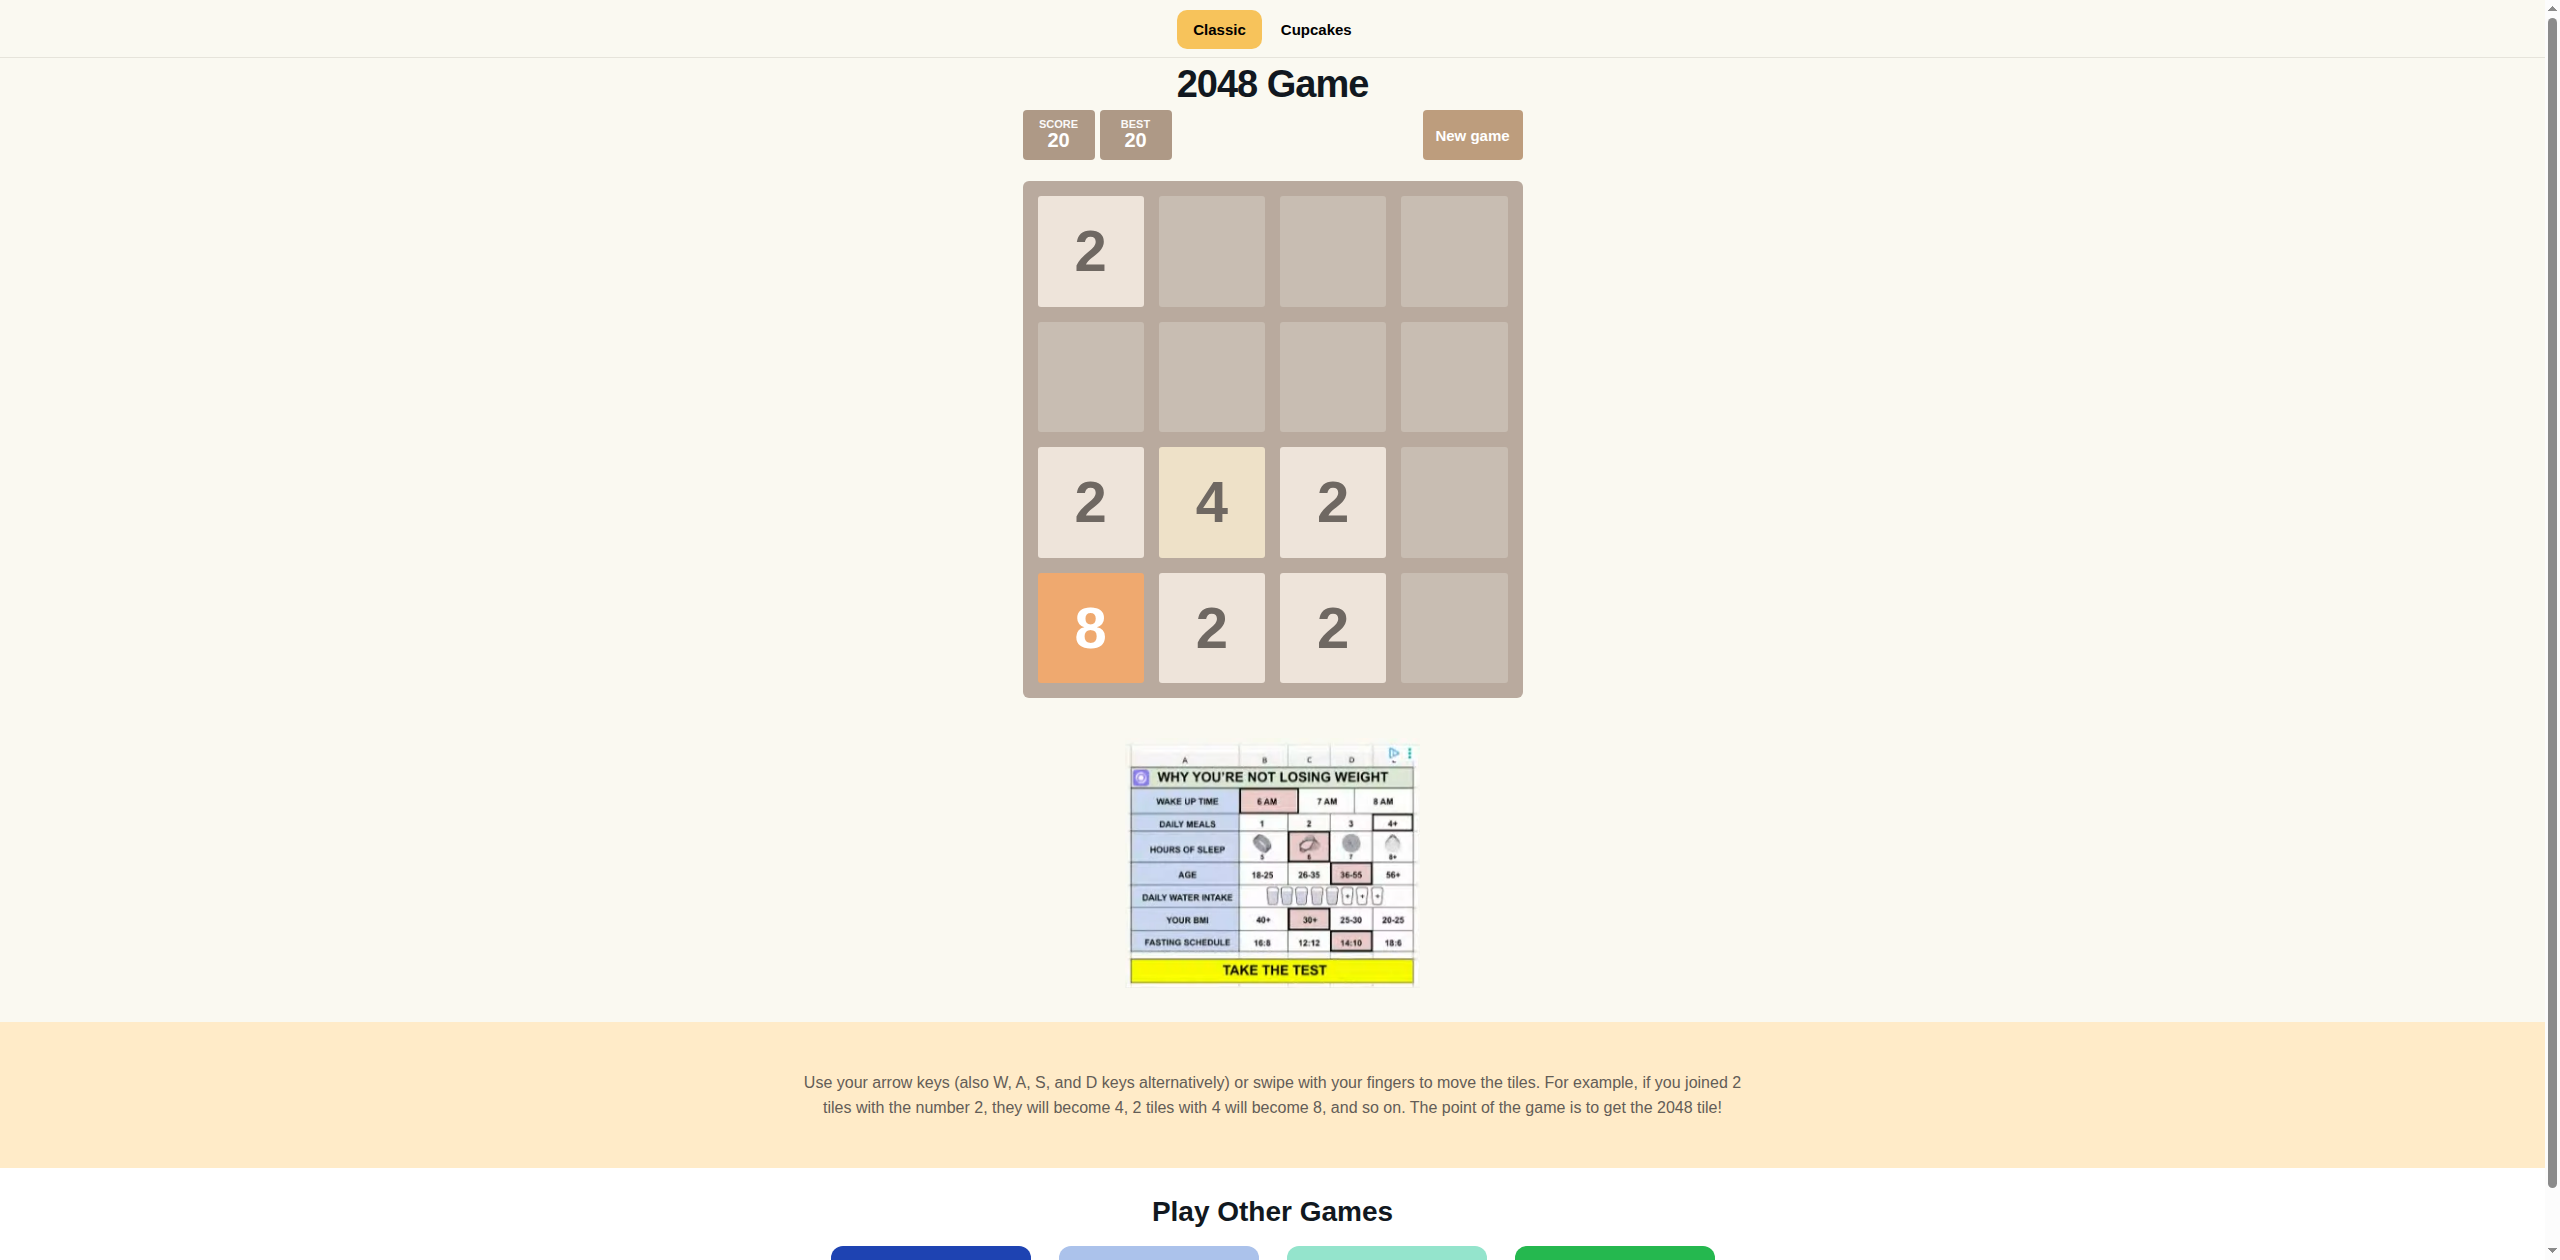 Classic Cupcakes
2048 Game
SCORE
20
BEST
20
New game
2
2 4 2
8 2 2
A B C D
WHY YOU'RE NOT LOSING WEIGHT
WAKE UP TIME 6 AM 7 AM 8 AM
DAILY MEALS 1 2 3 4+
HOURS OF SLEEP 5 6 7 8+
AGE 18-25 26-35 36-55 56+
DAILY WATER INTAKE
YOUR BMI 40+ 30+ 25-30 20-25
FASTING SCHEDULE 16:8 12:12 14:10 18:6
TAKE THE TEST
Use your arrow keys (also W, A, S, and D keys alternatively) or swipe with your fingers to move the tiles. For example, if you joined 2
tiles with the number 2, they will become 4, 2 tiles with 4 will become 8, and so on. The point of the game is to get the 2048 tile!
Play Other Games